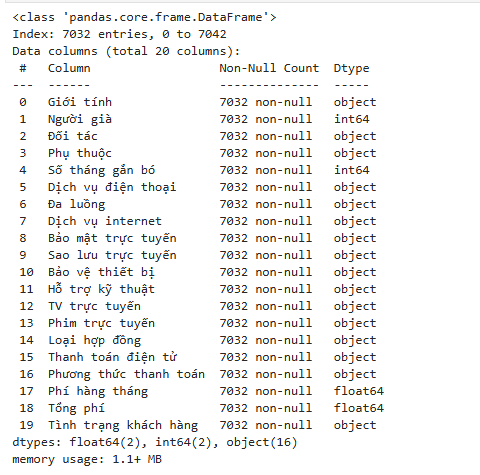 <class 'pandas.core.frame.DataFrame'>
Index: 7032 entries, 0 to 7042
Data columns (total 20 columns):
 #   Column                 Non-Null Count  Dtype
---  ------                 --------------  -----
 0   Giới tính              7032 non-null   object
 1   Người già              7032 non-null   int64
 2   Đối tác                7032 non-null   object
 3   Phụ thuộc              7032 non-null   object
 4   Số tháng gắn bó        7032 non-null   int64
 5   Dịch vụ điện thoại     7032 non-null   object
 6   Đa luồng               7032 non-null   object
 7   Dịch vụ internet       7032 non-null   object
 8   Bảo mật trực tuyến     7032 non-null   object
 9   Sao lưu trực tuyến     7032 non-null   object
 10  Bảo vệ thiết bị        7032 non-null   object
 11  Hỗ trợ kỹ thuật        7032 non-null   object
 12  TV trực tuyến          7032 non-null   object
 13  Phim trực tuyến        7032 non-null   object
 14  Loại hợp đồng          7032 non-null   object
 15  Thanh toán điện tử     7032 non-null   object
 16  Phương thức thanh toán  7032 non-null   object
 17  Phí hàng tháng         7032 non-null   float64
 18  Tổng phí               7032 non-null   float64
 19  Tình trạng khách hàng  7032 non-null   object
dtypes: float64(2), int64(2), object(16)
memory usage: 1.1+ MB